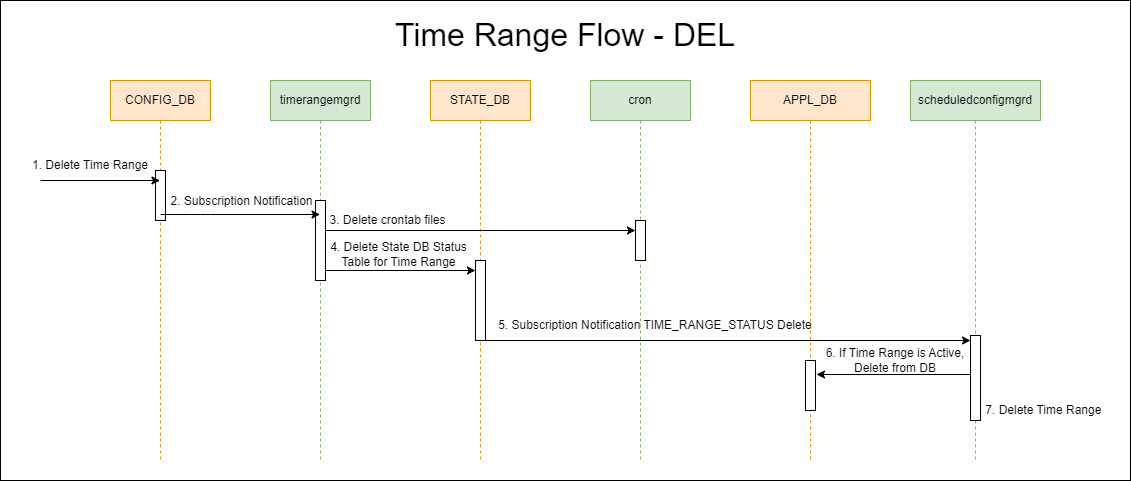 Time Range Flow - DEL
CONFIG_DB
timerangemgrd
STATE_DB
cron
APPL_DB
scheduledconfigmgrd
1. Delete Time Range
2. Subscription Notification
3. Delete crontab files
4. Delete State DB Status
Table for Time Range
5. Subscription Notification TIME_RANGE_STATUS Delete
6. If Time Range is Active,
Delete from DB
7. Delete Time Range